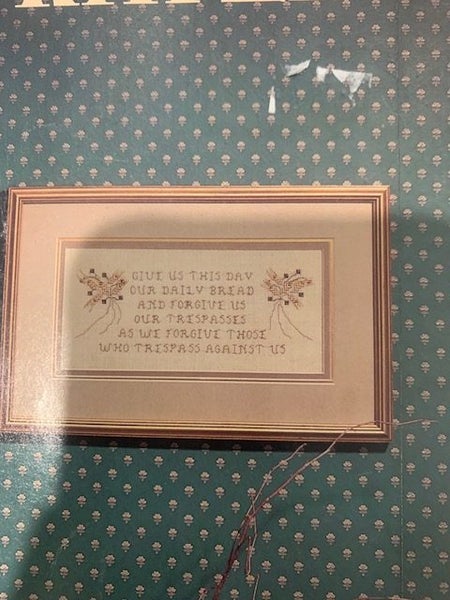 GIVE US THIS DAY
OUR DAILY BREAD
AND FORGIVE US
OUR TRESPASSES
AS WE FORGIVE THOSE
WHO TRESPASS AGAINST US